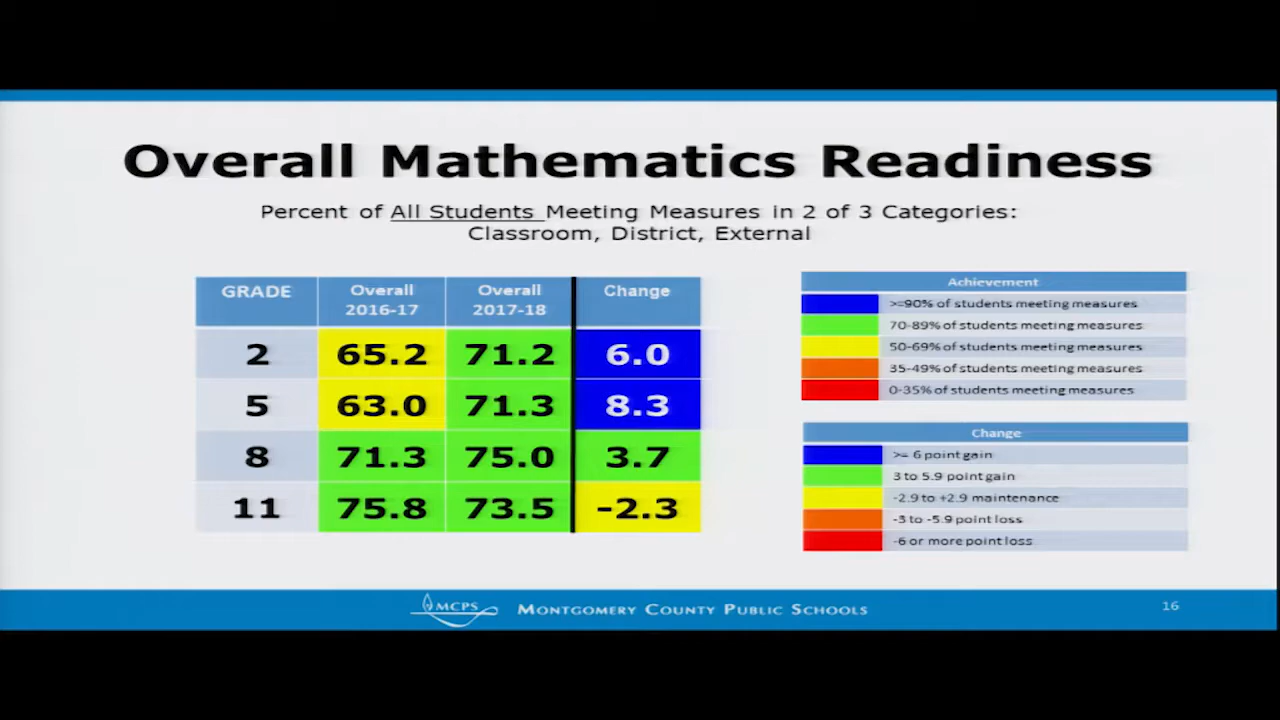 Overall Mathematics Readiness
Percent of All Students Meeting Measures in 2 of 3 Categories:
Classroom, District, External
GRADE Overall 2016-17 Overall 2017-18 Change
2 65.2 71.2 6.0
5 63.0 71.3 8.3
8 71.3 75.0 3.7
11 75.8 73.5 -2.3
Achievement
>=90% of students meeting measures
70-89% of students meeting measures
50-69% of students meeting measures
35-49% of students meeting measures
0-35% of students meeting measures
Change
>= 6 point gain
3 to 5.9 point gain
-2.9 to +2.9 maintenance
-3 to -5.9 point loss
-6 or more point loss
MCPS MONTGOMERY COUNTY PUBLIC SCHOOLS
16